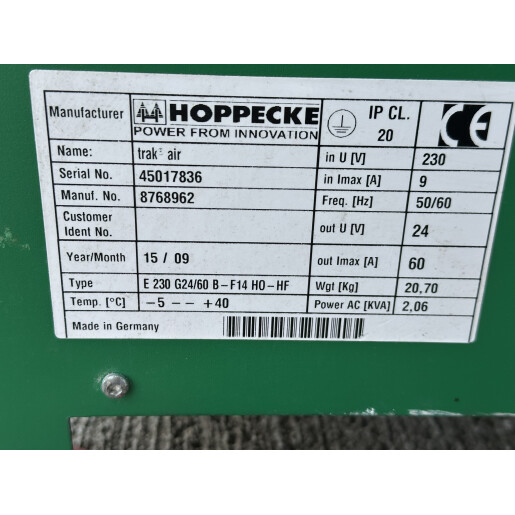 Manufacturer HOPPECKE IP CL. 20 CE
POWER FROM INNOVATION
Name: trak air in U [V] 230
Serial No. 45017836 in Imax [A] 9
Manuf. No. 8768962 Freq. [Hz] 50/60
Customer Ident No. out U [V] 24
Year/Month 15 / 09 out Imax [A] 60
Type E 230 G24/60 B-F14 HO-HF Wgt [Kg] 20,70
Temp. [°C] -5 -- +40 Power AC [KVA] 2,06
Made in Germany